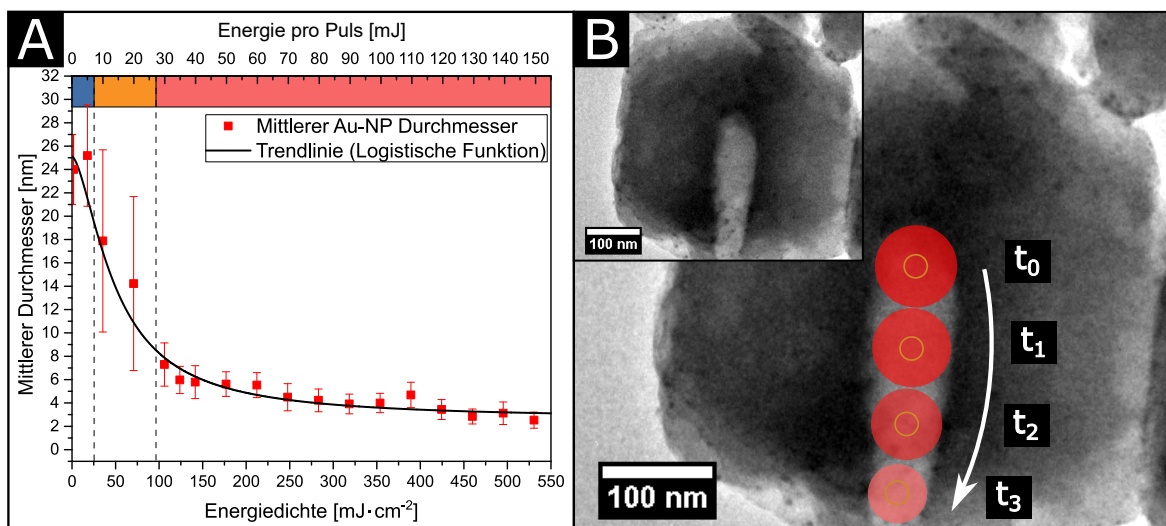 A
Energie pro Puls [mJ]
0 10 20 30 40 50 60 70 80 90 100 110 120 130 140 150
32
30
28
26
24
22
20
18
16
14
12
10
8
6
4
2
0
Mittlerer Durchmesser [nm]
Mittlerer Au-NP Durchmesser
Trendlinie (Logistische Funktion)
0 50 100 150 200 250 300 350 400 450 500 550
Energiedichte [mJ·cm⁻²]
B
100 nm
t₀
t₁
t₂
t₃
100 nm